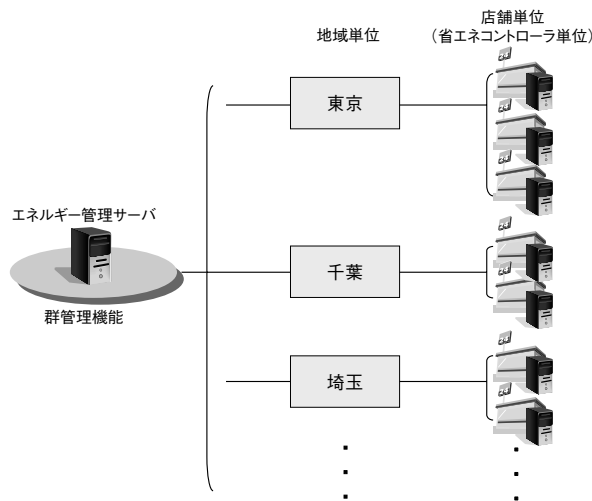 地域単位
店舗単位
（省エネコントローラ単位）
東京
エネルギー管理サーバ
千葉
群管理機能
埼玉